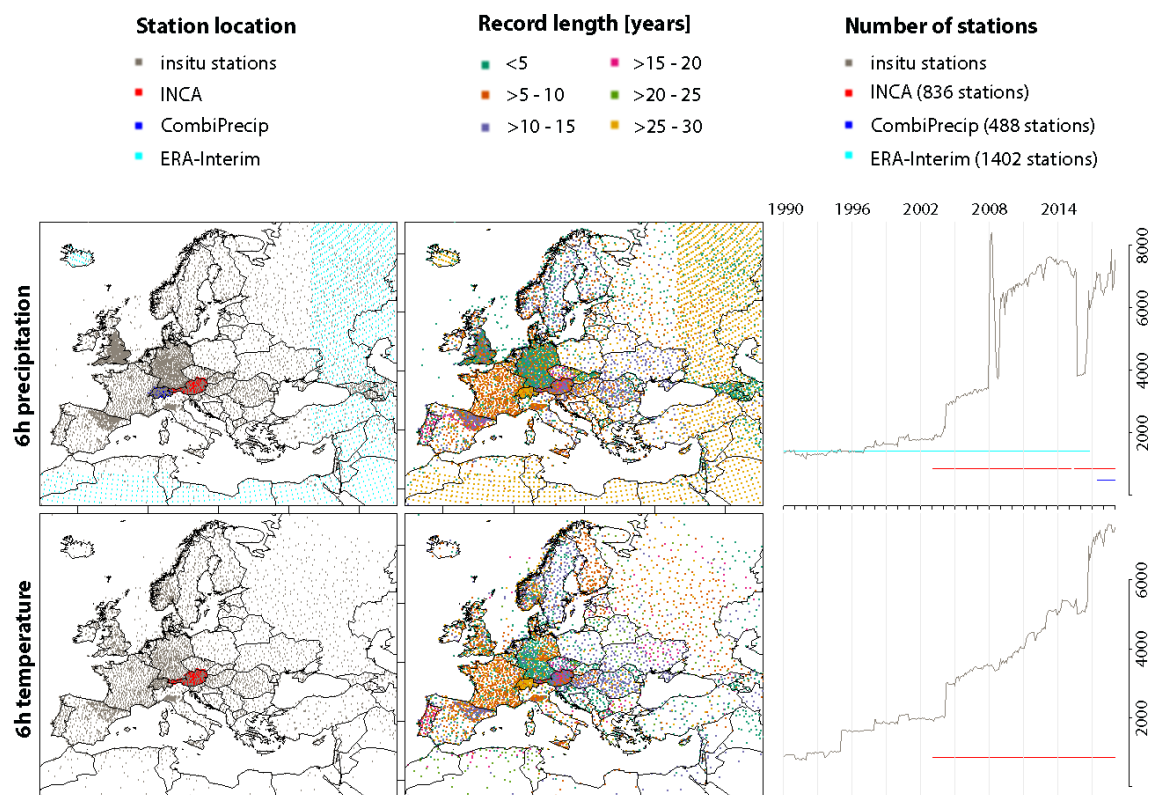 Station location
insitu stations
INCA
CombiPrecip
ERA-Interim
Record length [years]
<5
>5 - 10
>10 - 15
>15 - 20
>20 - 25
>25 - 30
Number of stations
insitu stations
INCA (836 stations)
CombiPrecip (488 stations)
ERA-Interim (1402 stations)
1990 1996 2002 2008 2014
6h precipitation
8000
6000
4000
2000
6h temperature
6000
4000
2000